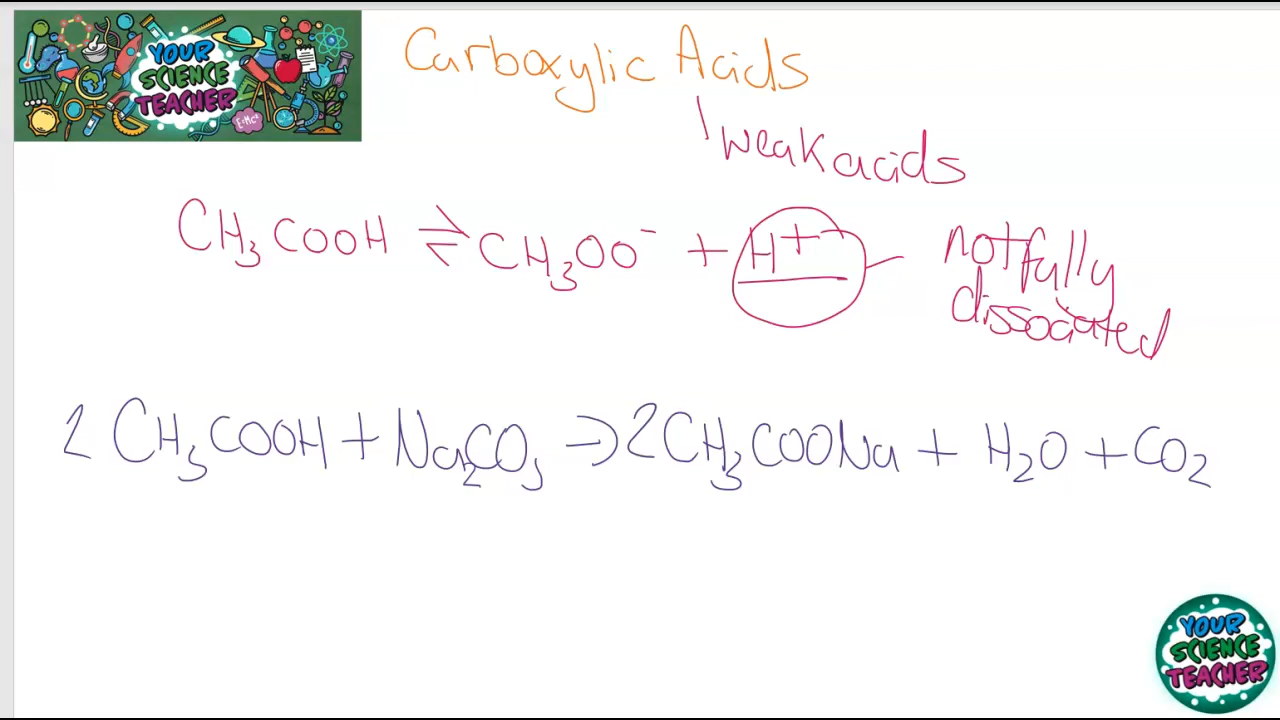 YOUR
SCIENCE
TEACHER
E=MC²
Carboxylic Acids
weak acids
CH₃COOH ⇌ CH₃OO⁻ + H⁺
not fully
dissociated
2 CH₃COOH + Na₂CO₃ → 2CH₃COONa + H₂O + CO₂
YOUR
SCIENCE
TEACHER